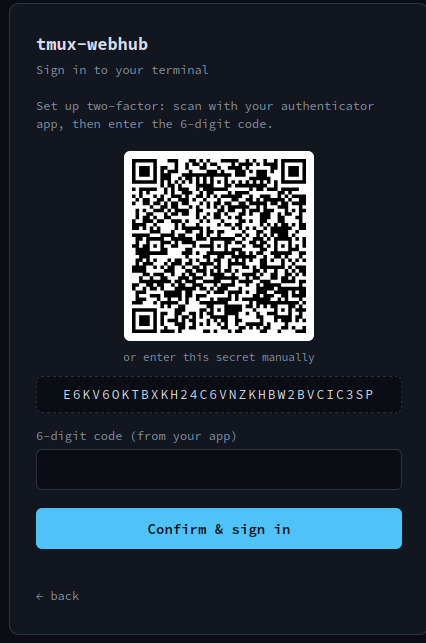 tmux-webhub
Sign in to your terminal
Set up two-factor: scan with your authenticator
app, then enter the 6-digit code.
or enter this secret manually
E6KV6OKTBXKH24C6VNZKHBW2BVCIC3SP
6-digit code (from your app)
Confirm & sign in
← back